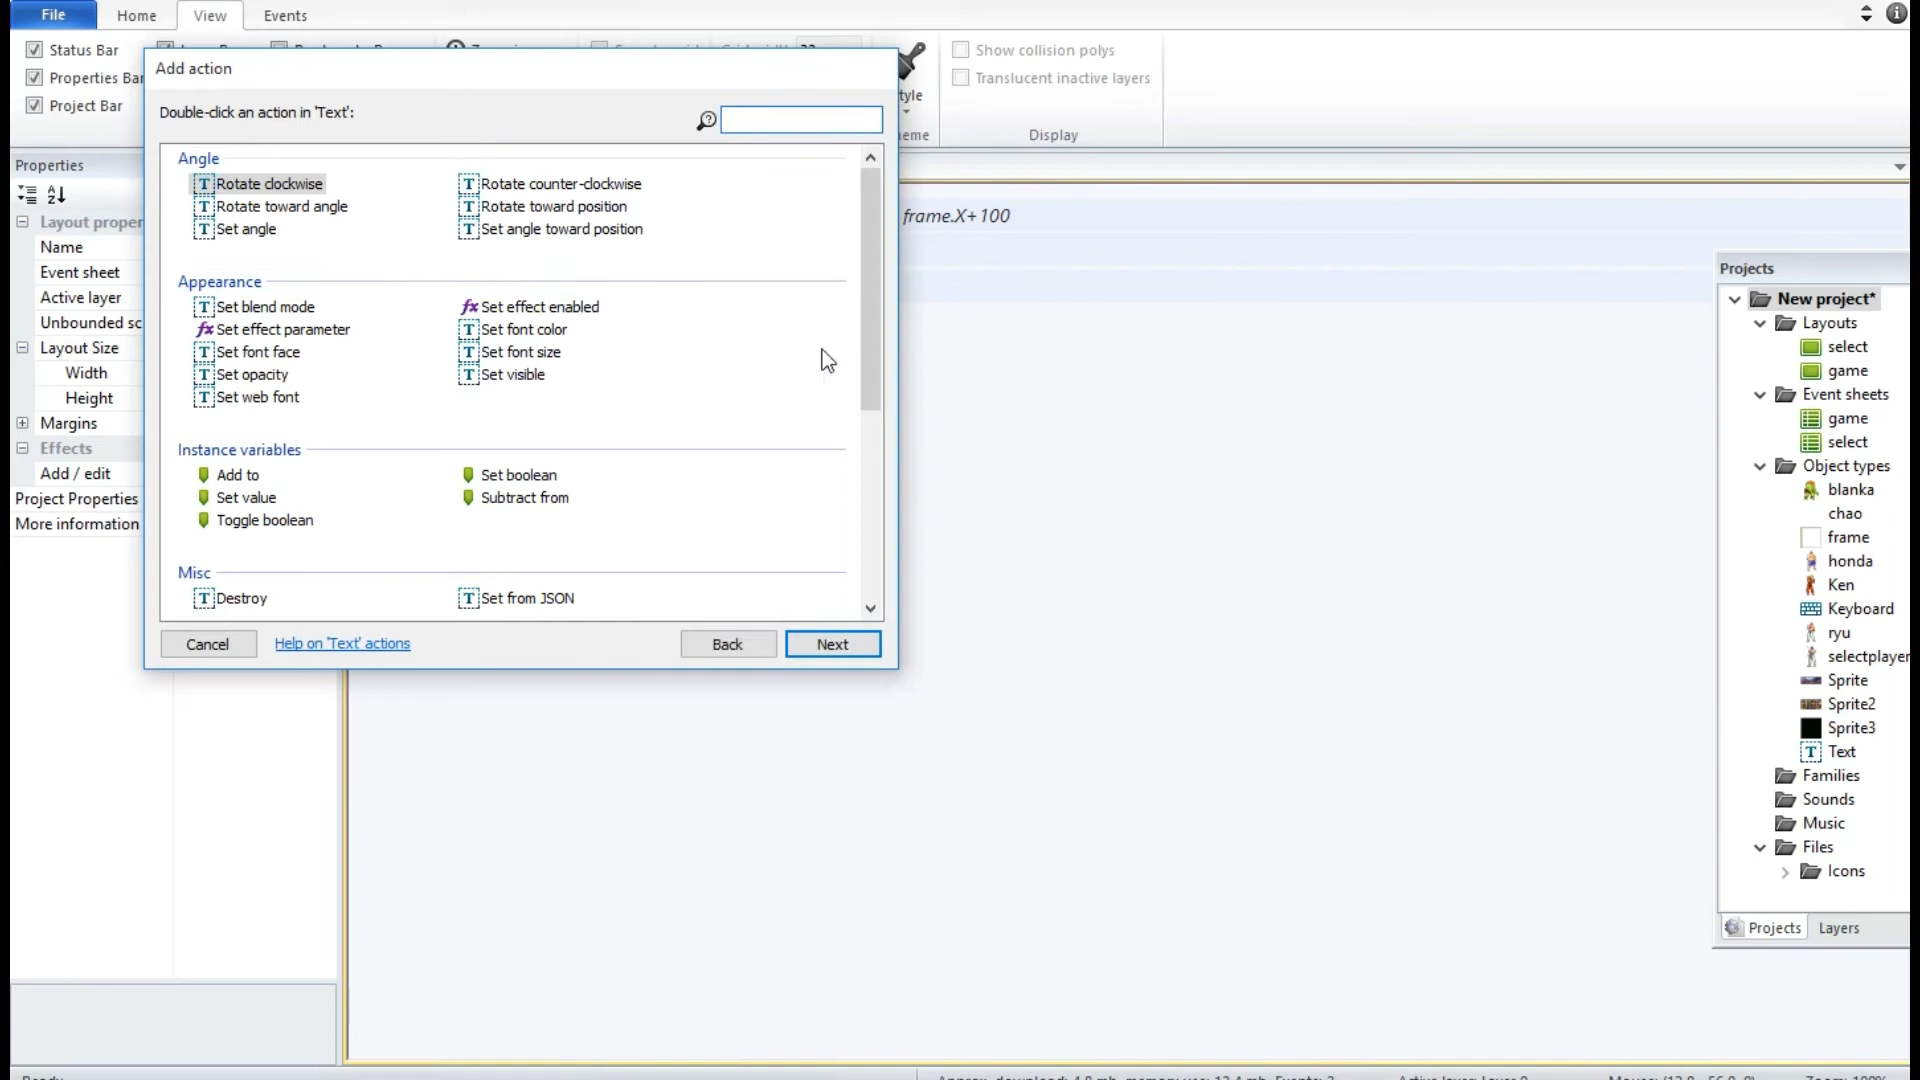 File Home View Events
Status Bar
Properties Bar
Project Bar
Show collision polys
Translucent inactive layers
Display
Add action
Double-click an action in 'Text':
Angle
Rotate clockwise Rotate counter-clockwise
Rotate toward angle Rotate toward position
Set angle Set angle toward position
Appearance
Set blend mode Set effect enabled
Set effect parameter Set font color
Set font face Set font size
Set opacity Set visible
Set web font
Instance variables
Add to Set boolean
Set value Subtract from
Toggle boolean
Misc
Destroy Set from JSON
Cancel Help on 'Text' actions Back Next
Properties
Layout proper
Name
Event sheet
Active layer
Unbounded sc
Layout Size
Width
Height
Margins
Effects
Add / edit
Project Properties
More information
frame.X+100
Projects
New project*
Layouts
select
game
Event sheets
game
select
Object types
blanka
chao
frame
honda
Ken
Keyboard
ryu
selectplayer
Sprite
Sprite2
Sprite3
Text
Families
Sounds
Music
Files
Icons
Projects Layers